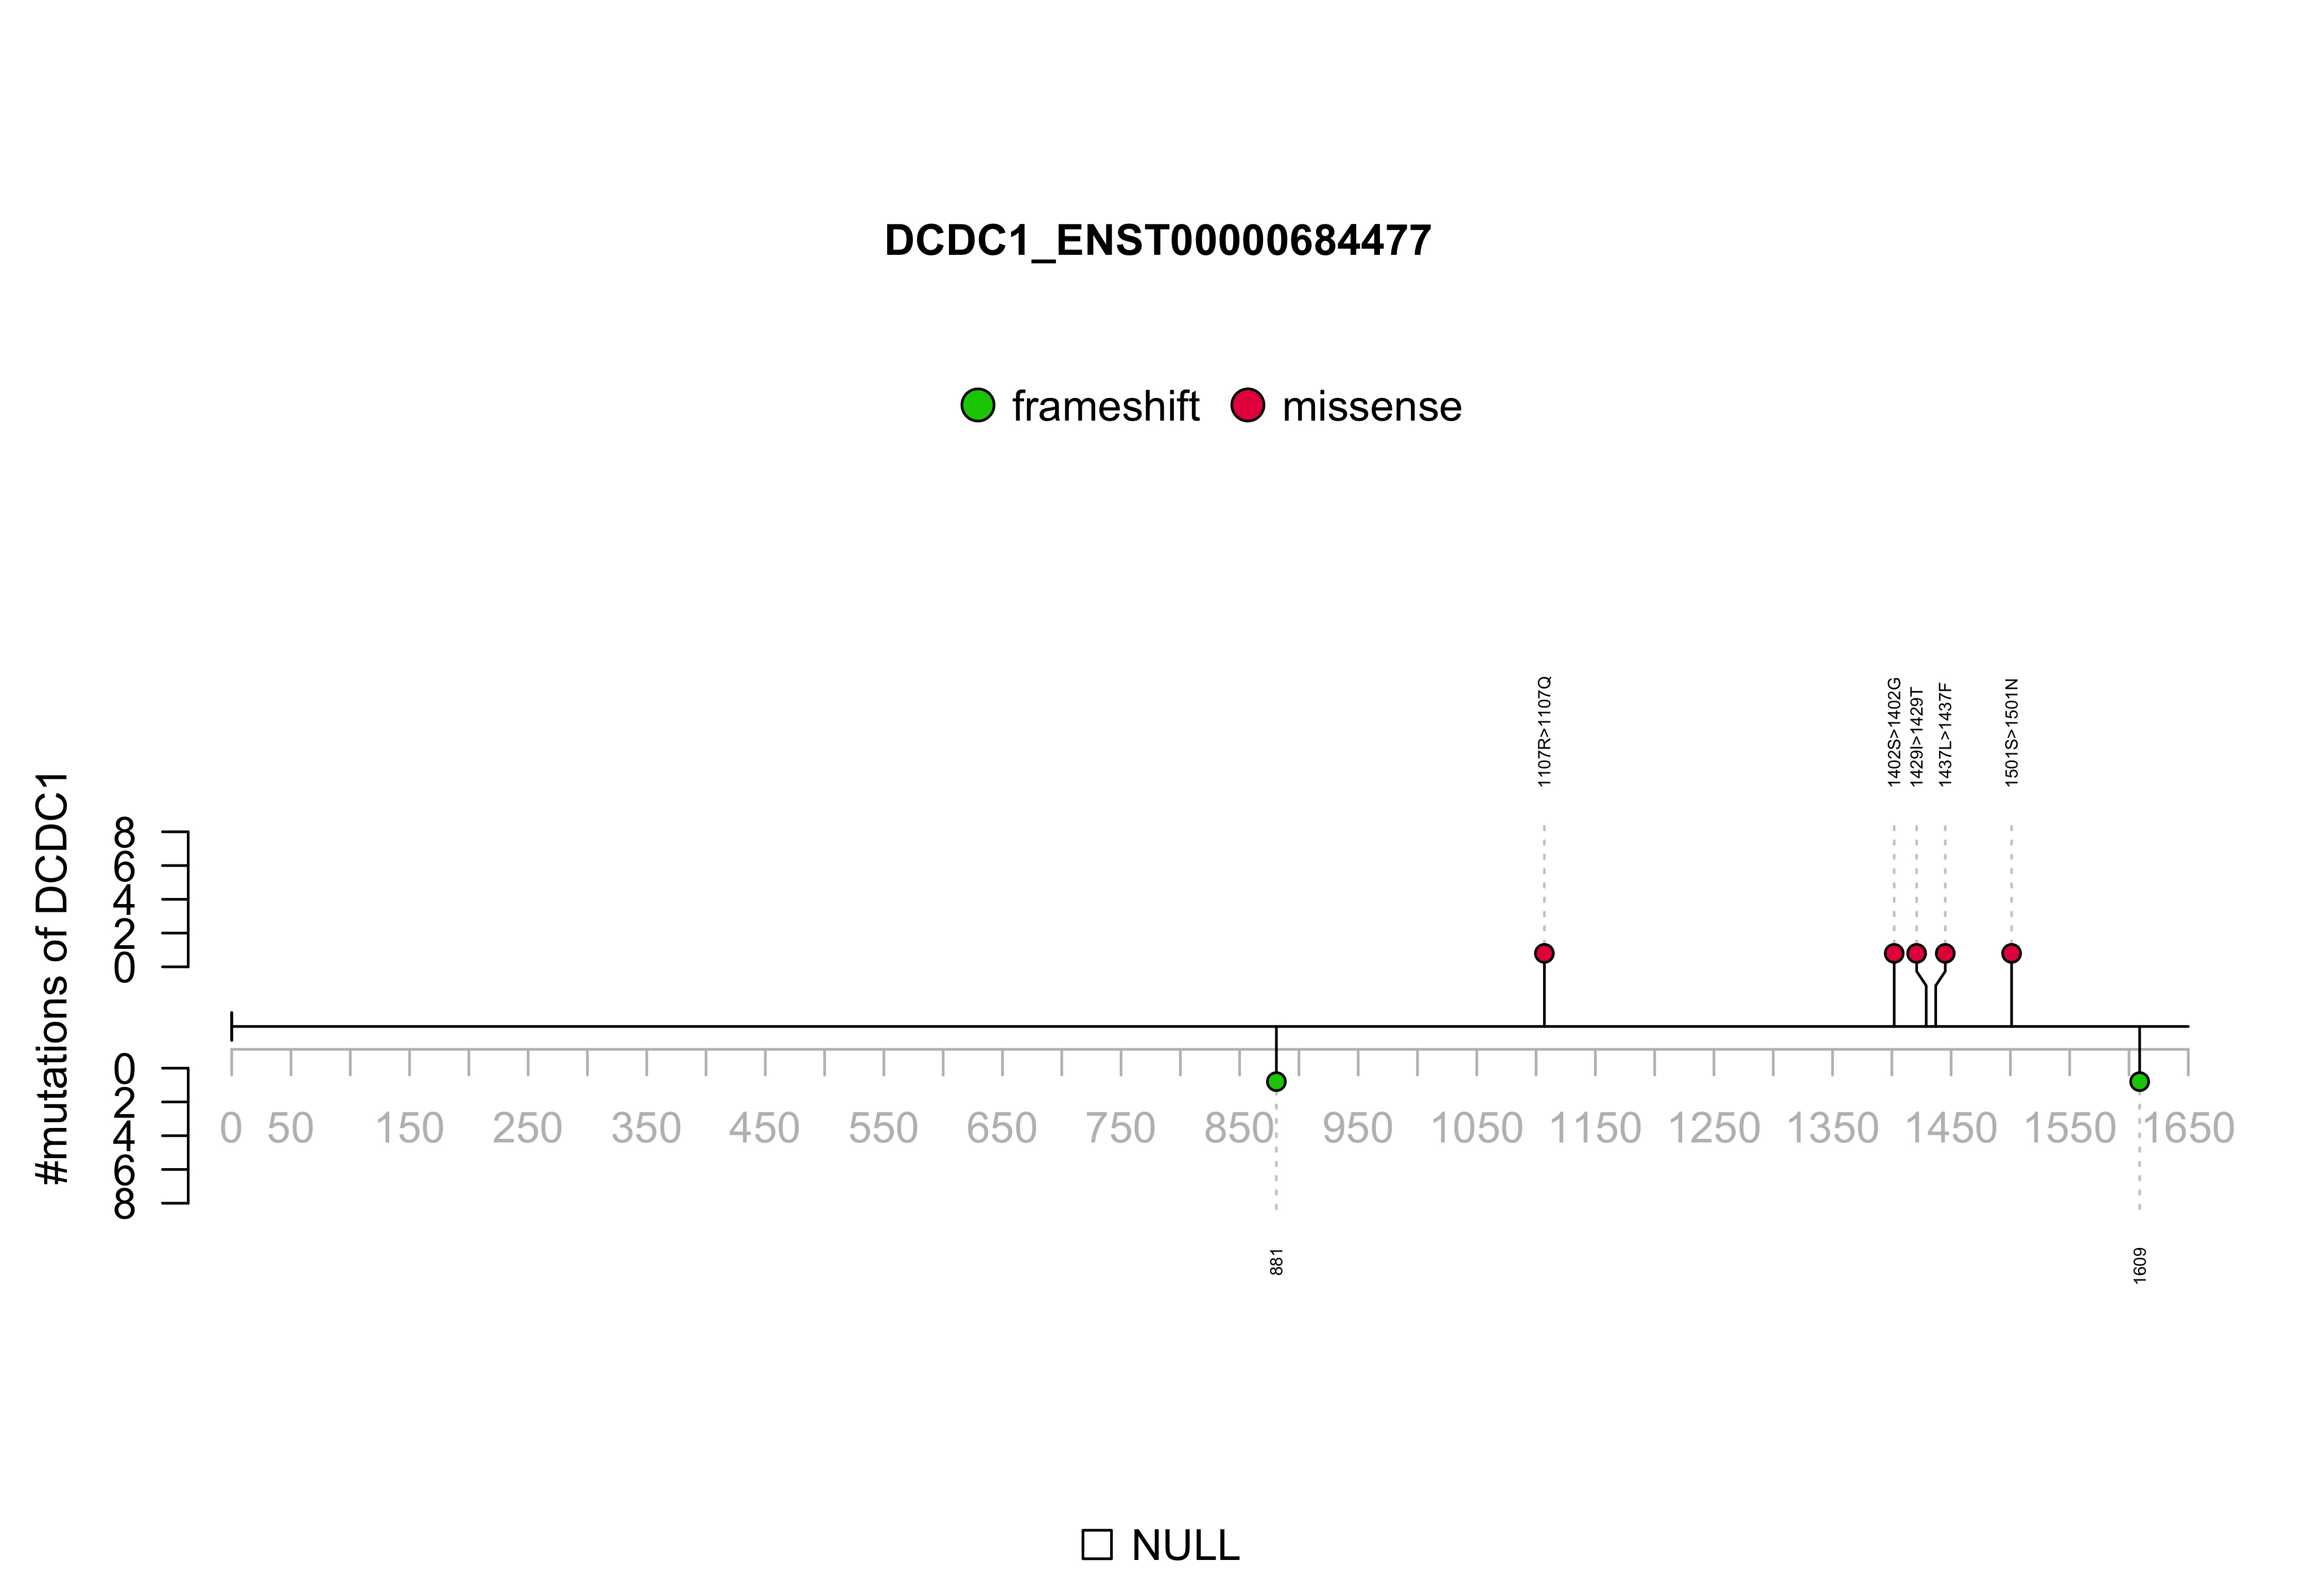 DCDC1_ENST00000684477
frameshift missense
1107R>1107Q
1402S>1402G
1429I>1429T
1437L>1437F
1501S>1501N
#mutations of DCDC1
8
6
4
2
0
0
2
4
6
8
0 50 150 250 350 450 550 650 750 850 950 1050 1150 1250 1350 1450 1550 1650
881
1609
NULL